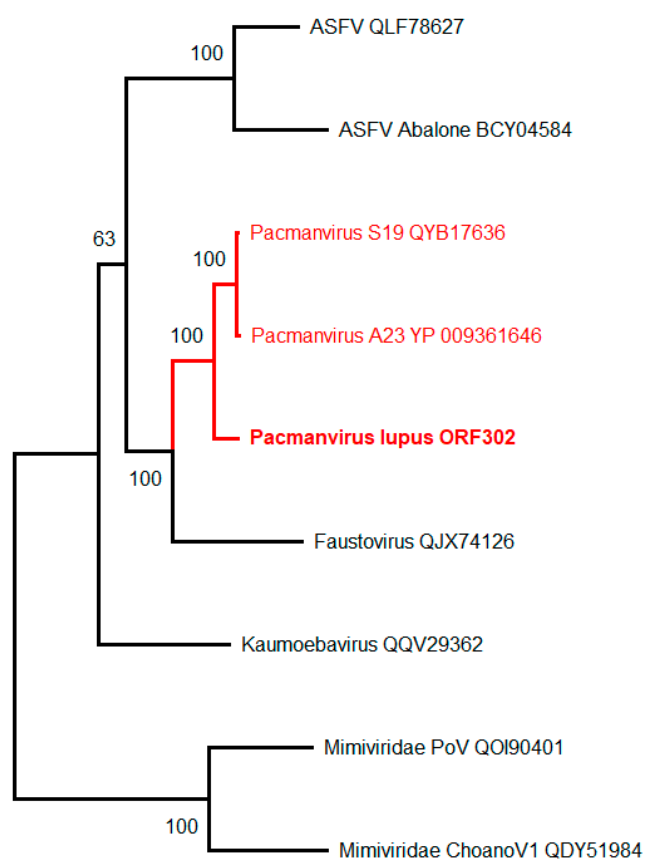 ASFV QLF78627
100
ASFV Abalone BCY04584
Pacmanvirus S19 QYB17636
63
100
100
Pacmanvirus A23 YP 009361646
Pacmanvirus lupus ORF302
100
Faustovirus QJX74126
Kaumoebavirus QQV29362
Mimiviridae PoV QOI90401
100
Mimiviridae ChoanoV1 QDY51984